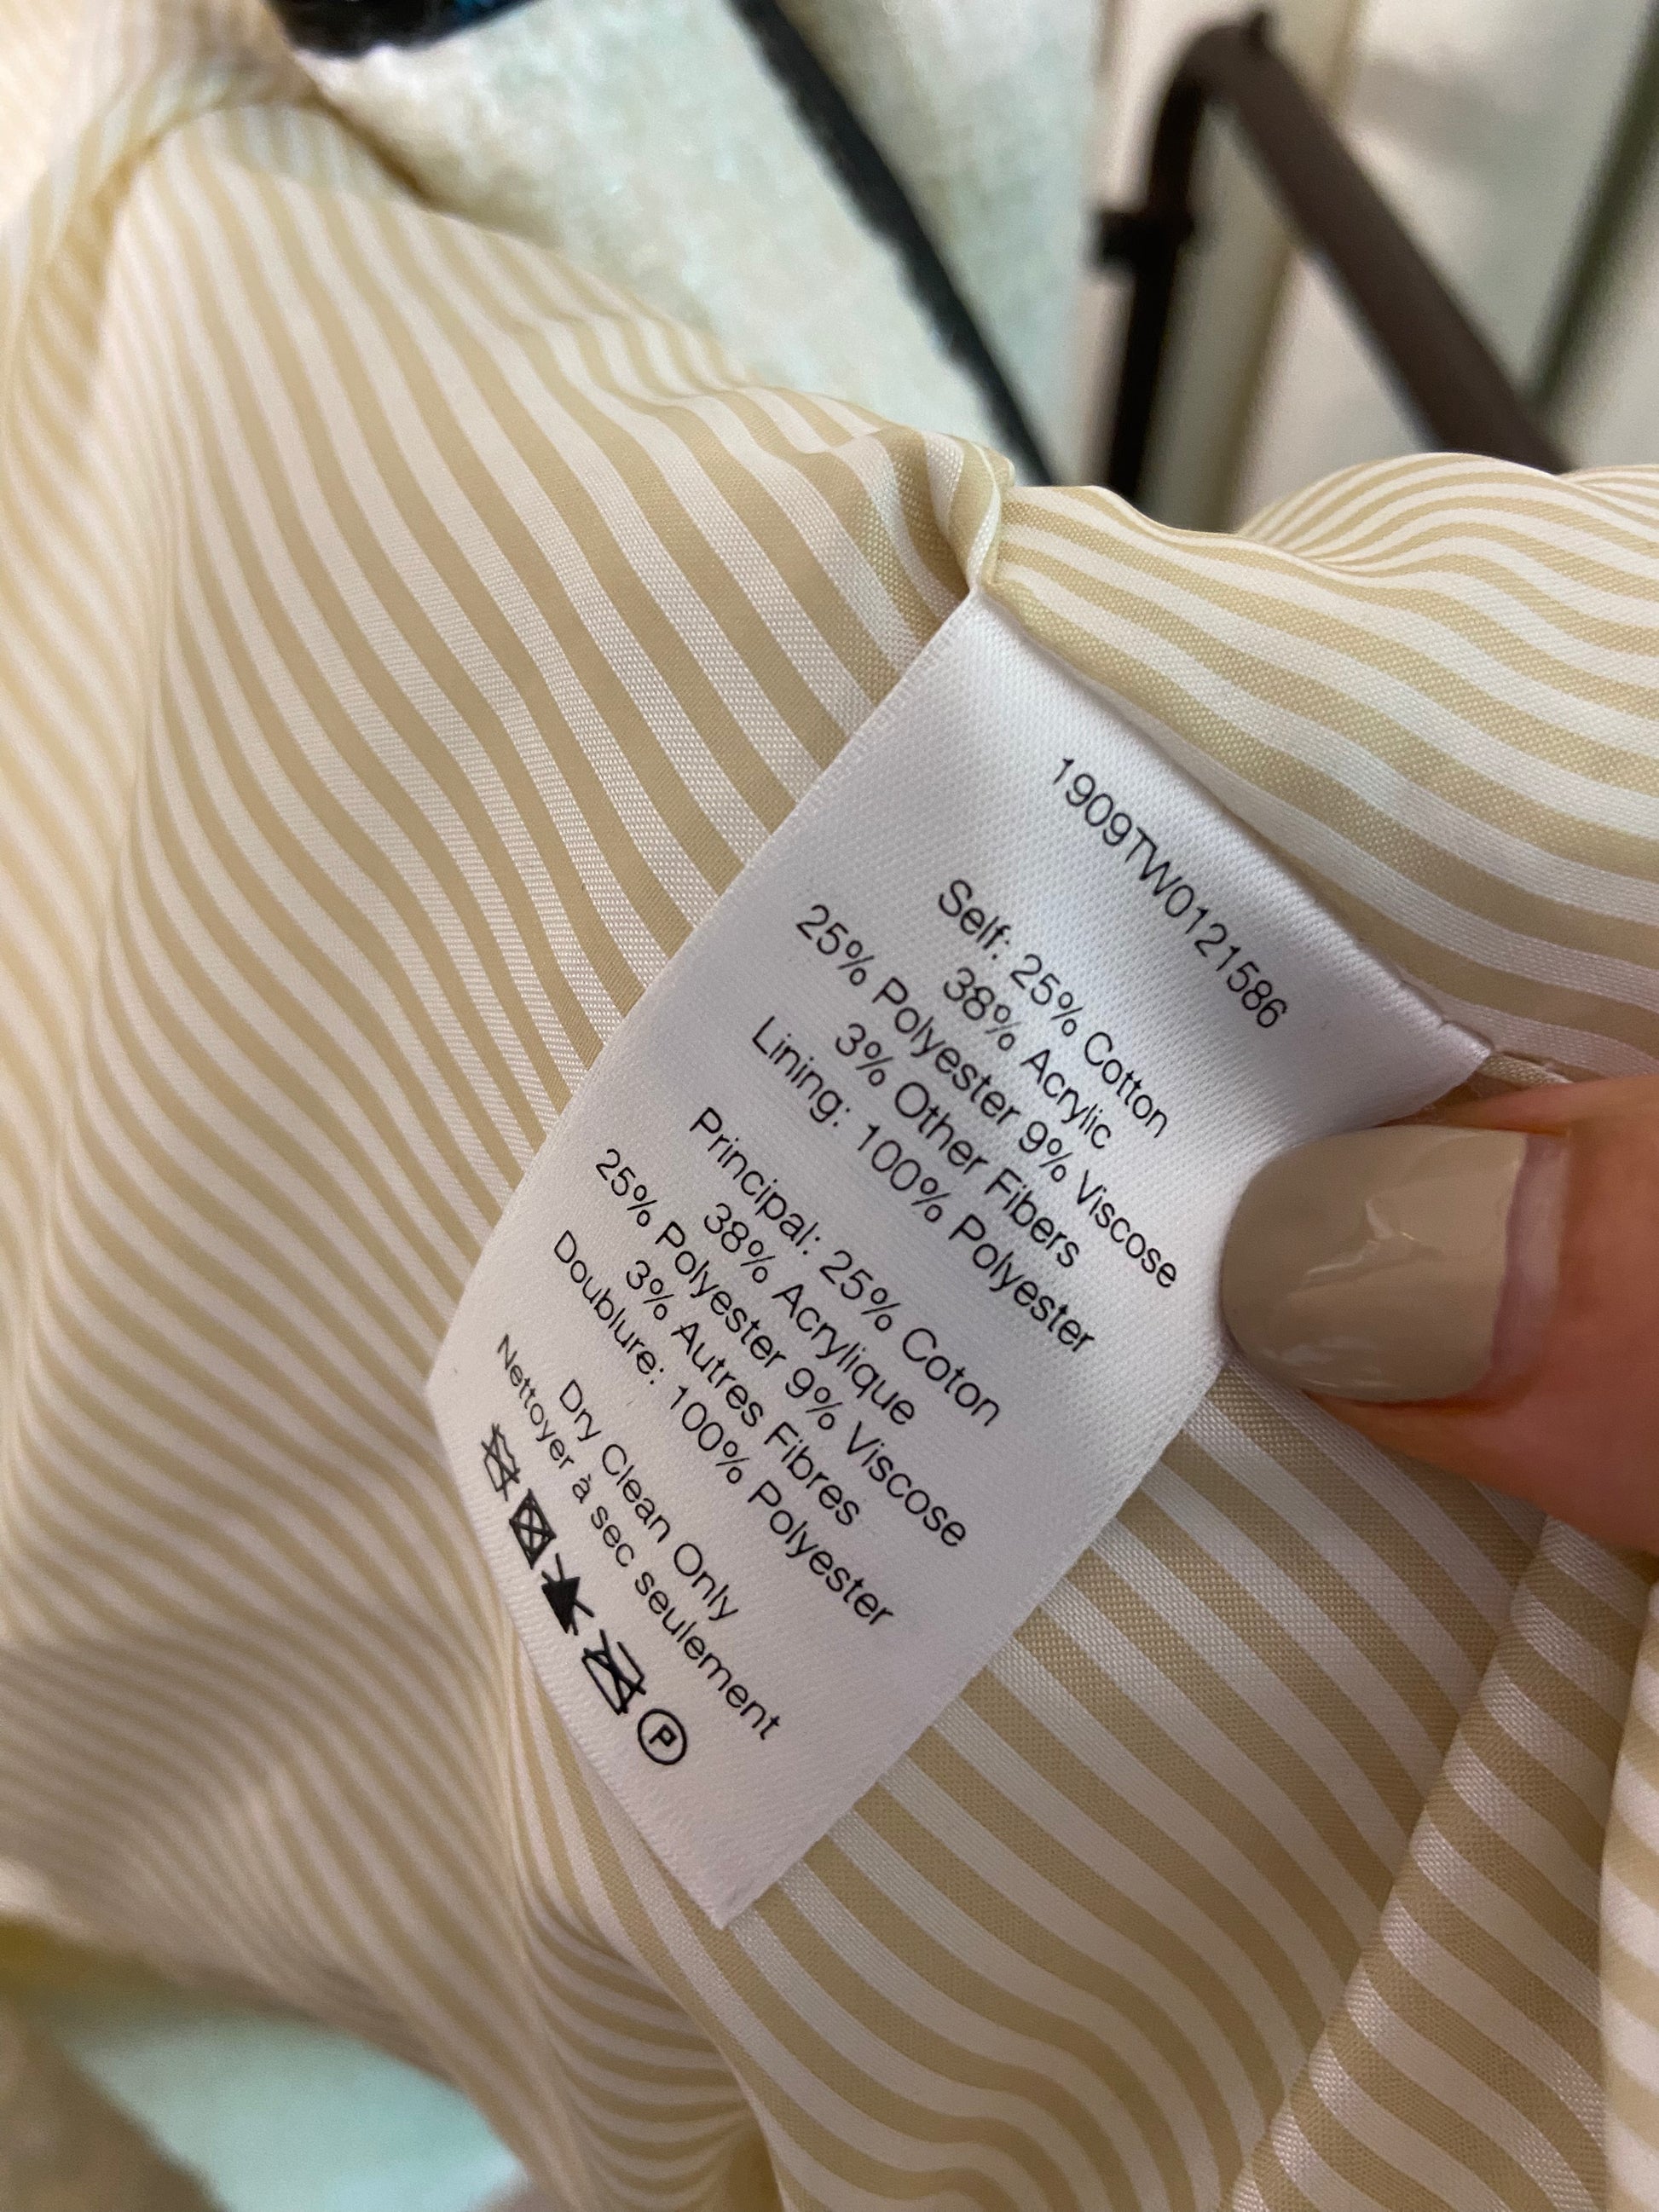 1909TW0121586
Self: 25% Cotton
38% Acrylic
25% Polyester 9% Viscose
3% Other Fibers
Lining: 100% Polyester
Principal: 25% Coton
38% Acrylique
25% Polyester 9% Viscose
3% Autres Fibres
Doublure: 100% Polyester
Dry Clean Only
Nettoyer à sec seulement
P